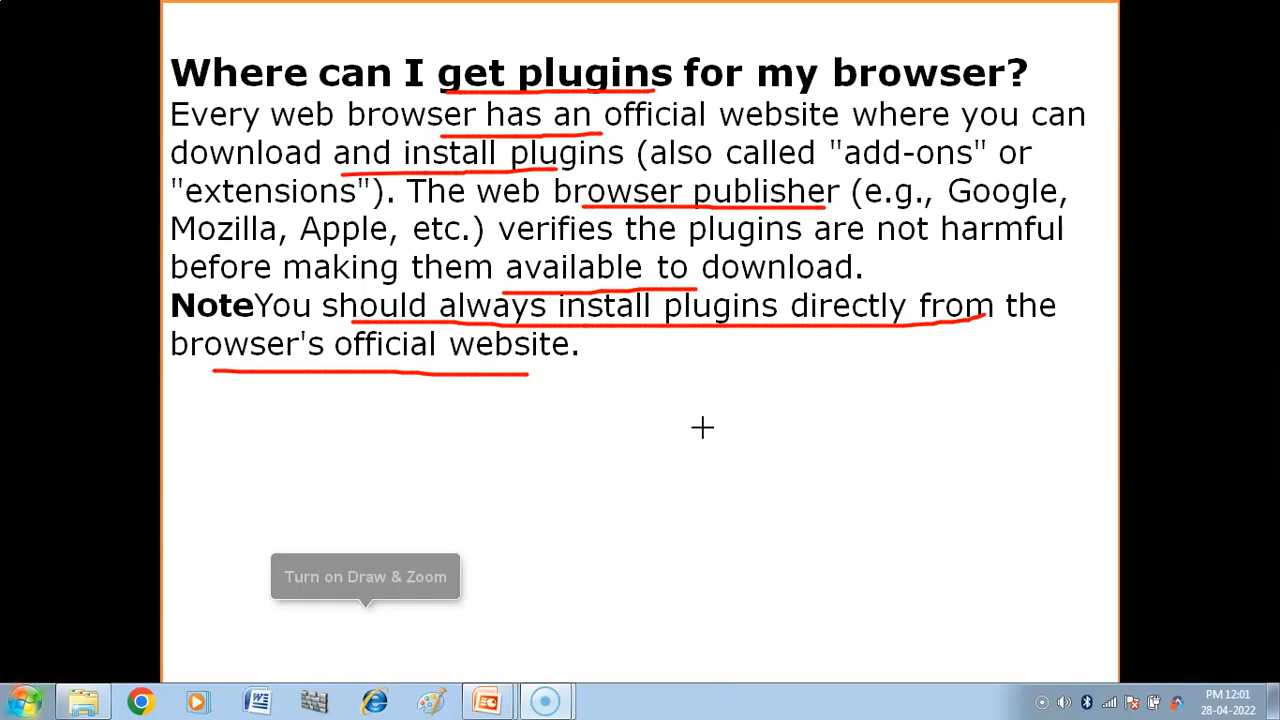 Where can I get plugins for my browser?
Every web browser has an official website where you can
download and install plugins (also called "add-ons" or
"extensions"). The web browser publisher (e.g., Google,
Mozilla, Apple, etc.) verifies the plugins are not harmful
before making them available to download.
NoteYou should always install plugins directly from the
browser's official website.
Turn on Draw & Zoom
PM 12:01
28-04-2022